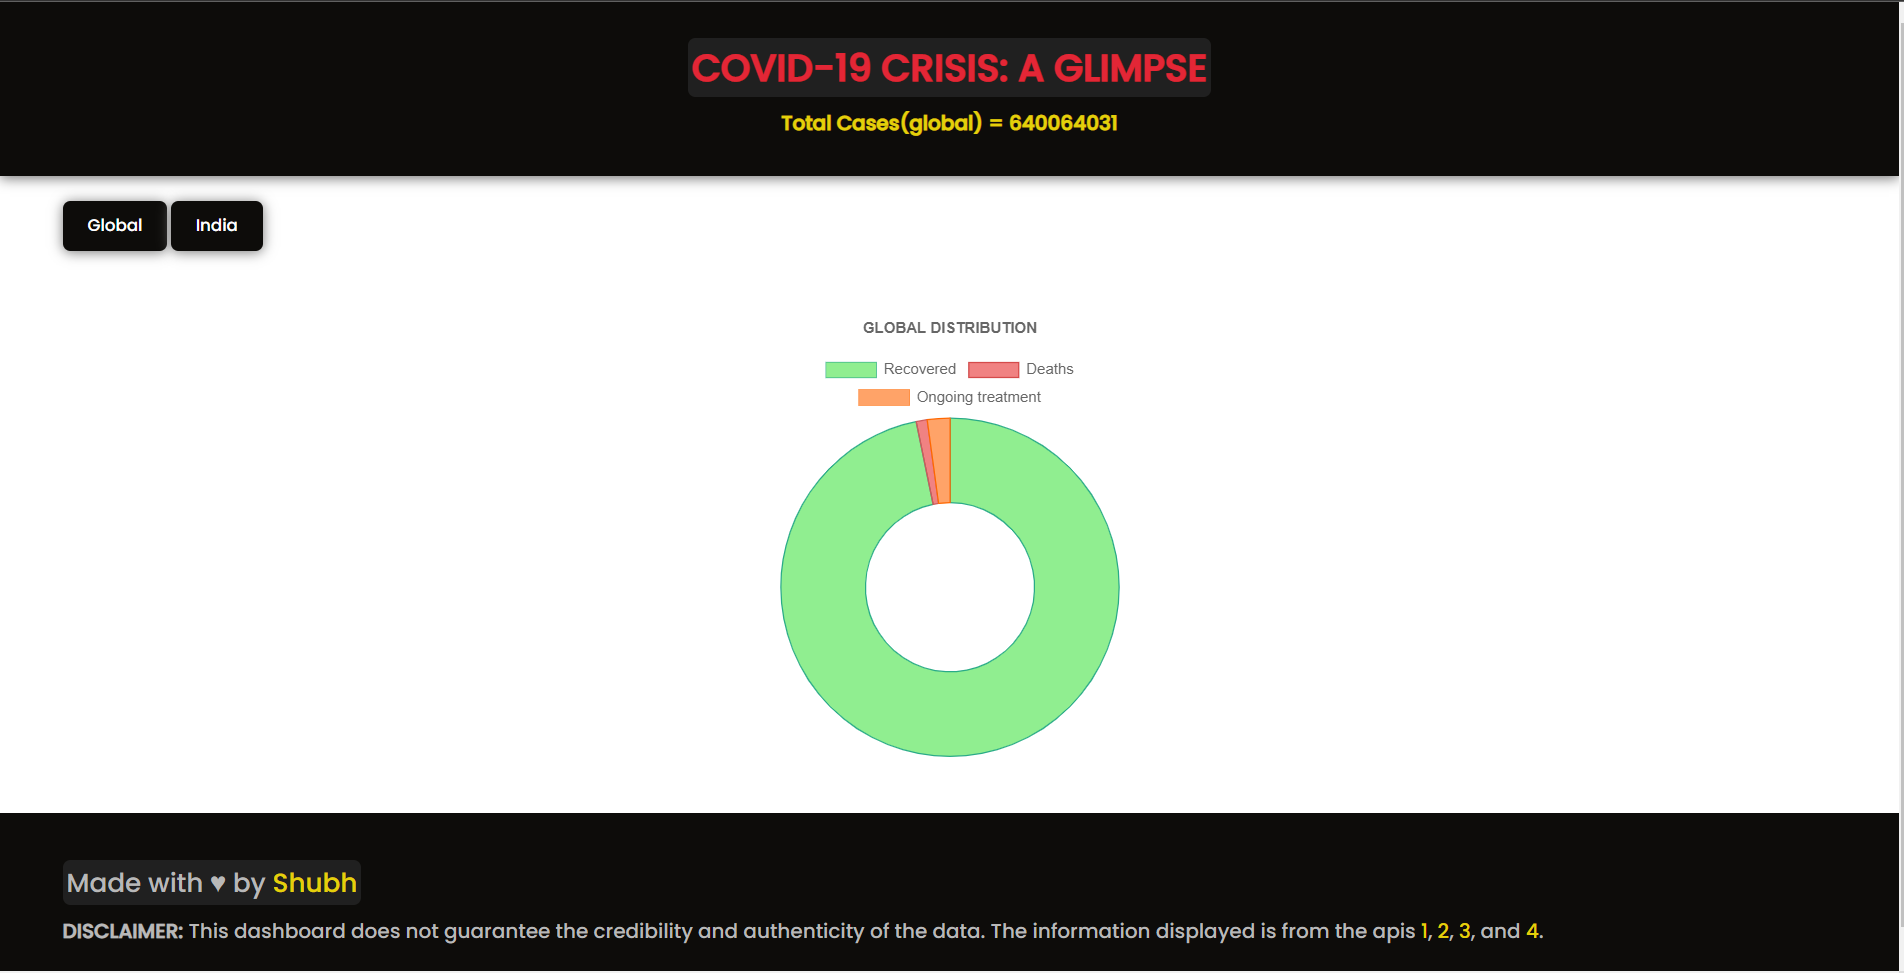 COVID-19 CRISIS: A GLIMPSE
Total Cases(global) = 640064031
Global India
GLOBAL DISTRIBUTION
Recovered Deaths
Ongoing treatment
Made with ♥ by Shubh
DISCLAIMER: This dashboard does not guarantee the credibility and authenticity of the data. The information displayed is from the apis 1, 2, 3, and 4.